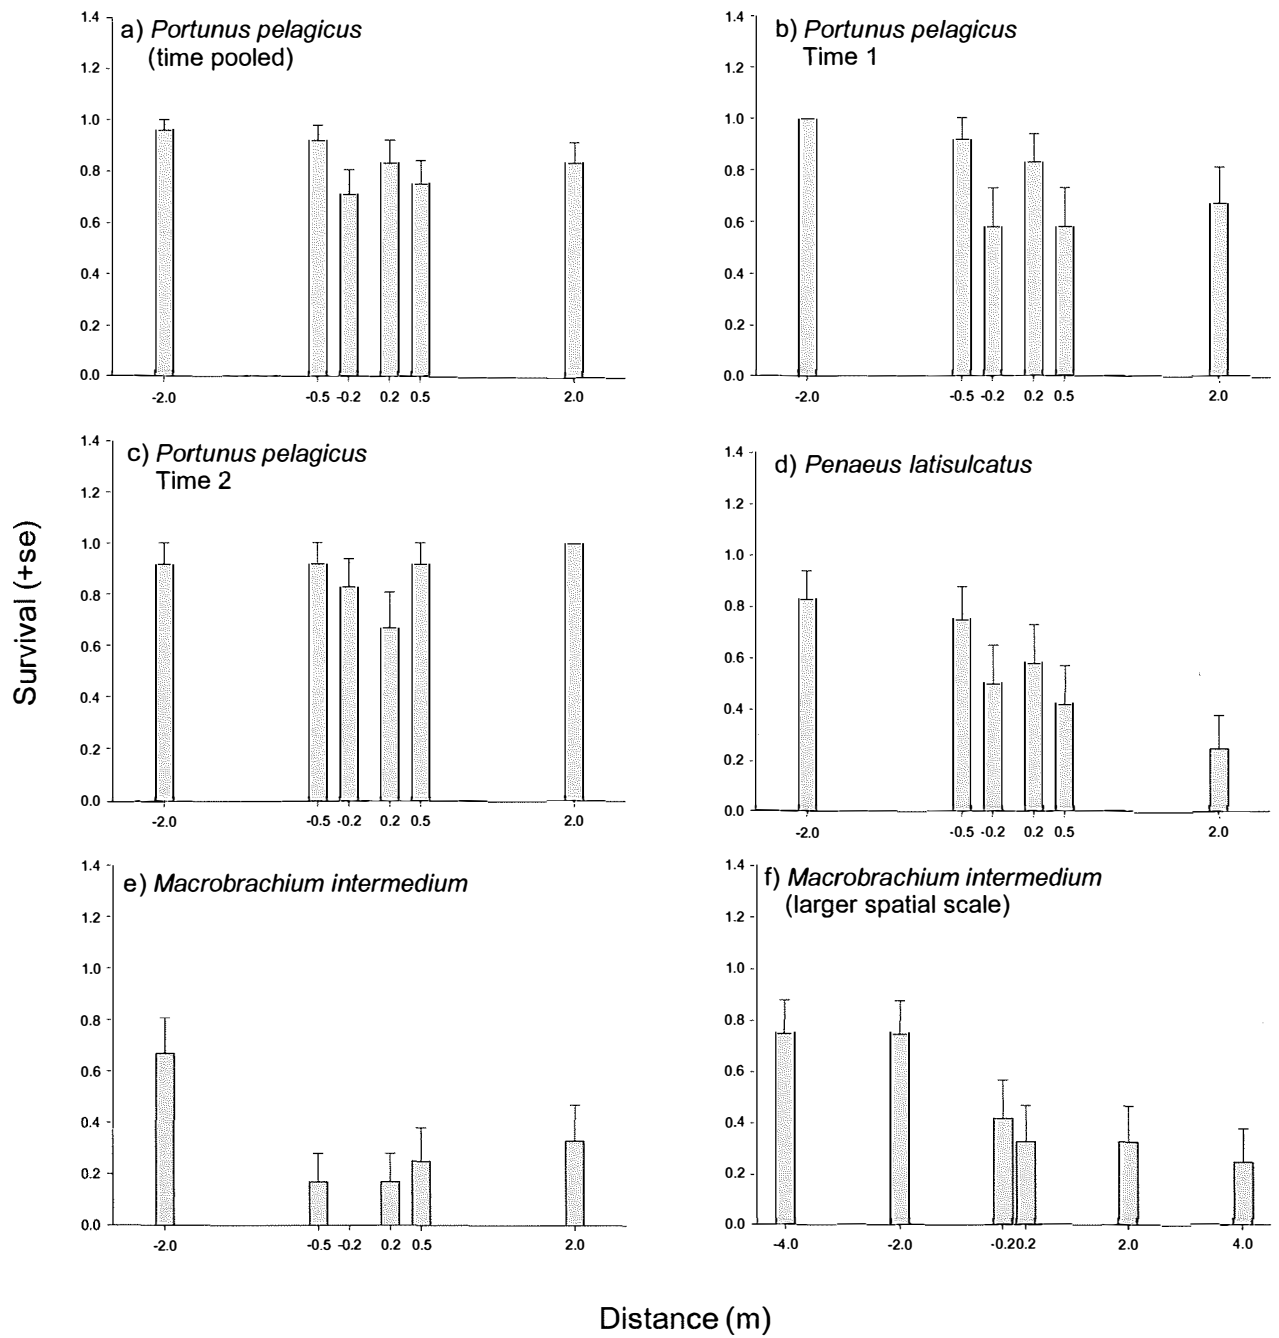 a) Portunus pelagicus
(time pooled)
1.4
1.2
1.0
0.8
0.6
0.4
0.2
0.0
-2.0 -0.5 -0.2 0.2 0.5 2.0
b) Portunus pelagicus
Time 1
1.4
1.2
1.0
0.8
0.6
0.4
0.2
0.0
-2.0 -0.5 -0.2 0.2 0.5 2.0
c) Portunus pelagicus
Time 2
1.4
1.2
1.0
0.8
0.6
0.4
0.2
0.0
-2.0 -0.5 -0.2 0.2 0.5 2.0
d) Penaeus latisulcatus
1.4
1.2
1.0
0.8
0.6
0.4
0.2
0.0
-2.0 -0.5 -0.2 0.2 0.5 2.0
Survival (+se)
e) Macrobrachium intermedium
1.4
1.2
1.0
0.8
0.6
0.4
0.2
0.0
-2.0 -0.5 -0.2 0.2 0.5 2.0
f) Macrobrachium intermedium
(larger spatial scale)
1.4
1.2
1.0
0.8
0.6
0.4
0.2
0.0
-4.0 -2.0 -0.20.2 2.0 4.0
Distance (m)